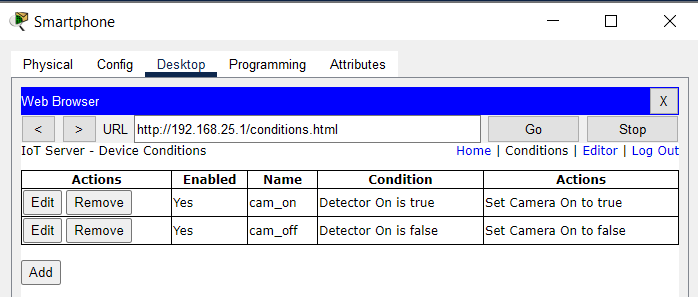 Smartphone
Physical Config Desktop Programming Attributes
Web Browser X
< > URL http://192.168.25.1/conditions.html Go Stop
IoT Server - Device Conditions Home | Conditions | Editor | Log Out
Actions Enabled Name Condition Actions
Edit Remove Yes cam_on Detector On is true Set Camera On to true
Edit Remove Yes cam_off Detector On is false Set Camera On to false
Add